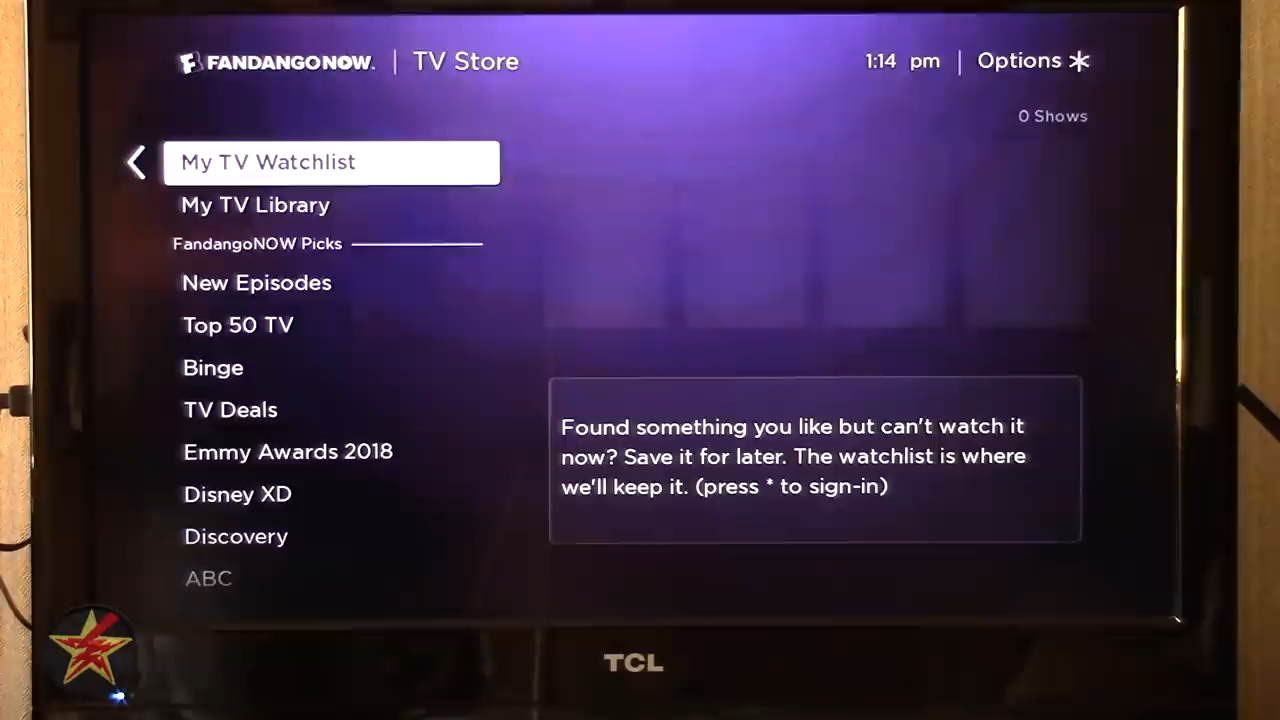 FANDANGONOW. | TV Store
1:14 pm | Options *
0 Shows
My TV Watchlist
My TV Library
FandangoNOW Picks
New Episodes
Top 50 TV
Binge
TV Deals
Emmy Awards 2018
Disney XD
Discovery
ABC
Found something you like but can't watch it
now? Save it for later. The watchlist is where
we'll keep it. (press * to sign-in)
TCL